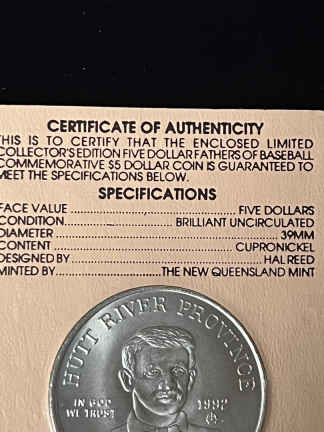 CERTIFICATE OF AUTHENTICITY
THIS IS TO CERTIFY THAT THE ENCLOSED LIMITED
COLLECTOR'S EDITION FIVE DOLLAR FATHERS OF BASEBALL
COMMEMORATIVE $5 DOLLAR COIN IS GUARANTEED TO
MEET THE SPECIFICATIONS BELOW.
SPECIFICATIONS
FACE VALUE ........................................ FIVE DOLLARS
CONDITION ........................ BRILLIANT UNCIRCULATED
DIAMETER ................................................ 39MM
CONTENT ........................................ CUPRONICKEL
DESIGNED BY ........................................ HAL REED
MINTED BY ........................ THE NEW QUEENSLAND MINT
HUTT RIVER PROVINCE
IN GOD
WE TRUST
1992